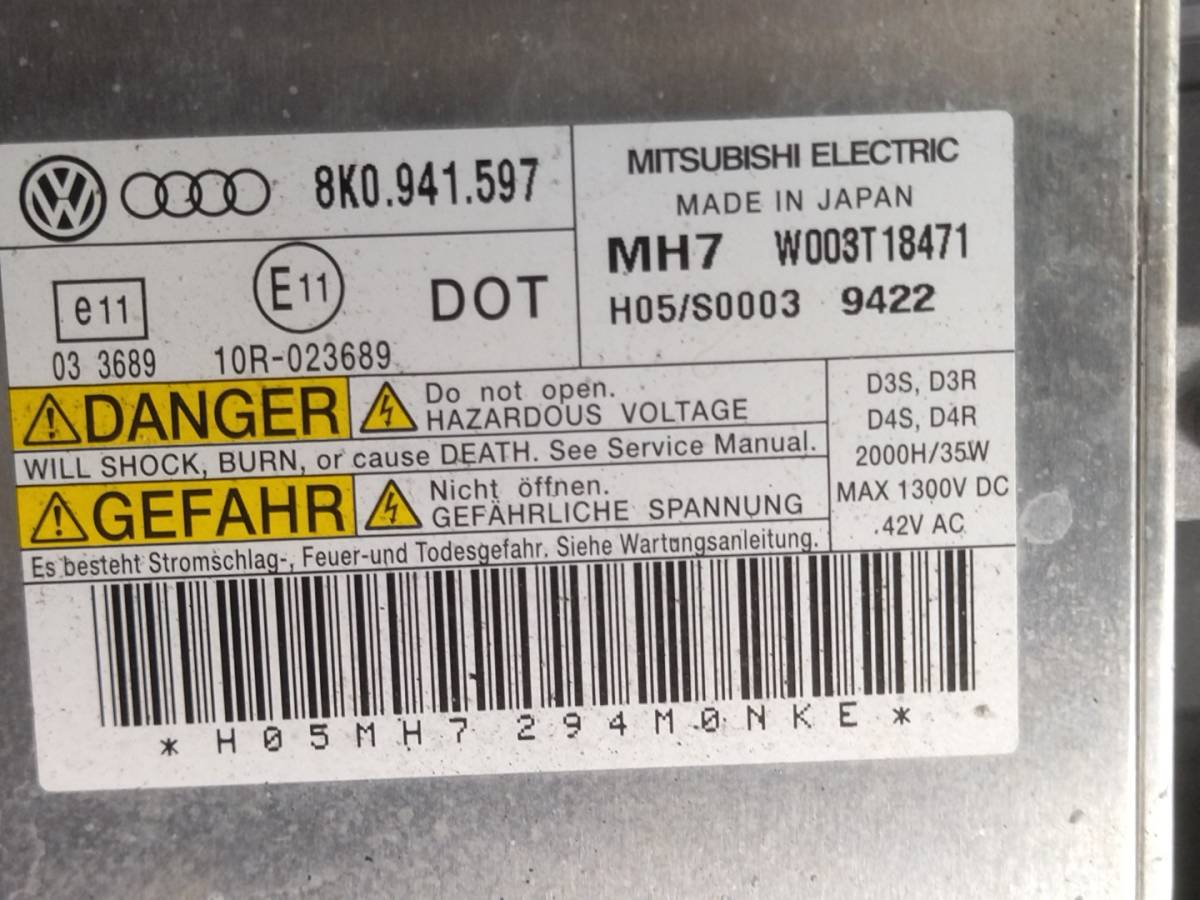 8K0.941.597
MITSUBISHI ELECTRIC
MADE IN JAPAN
MH7 W003T18471
H05/S0003 9422
e11
E11
DOT
03 3689
10R-023689
DANGER
Do not open.
HAZARDOUS VOLTAGE
WILL SHOCK, BURN, or cause DEATH. See Service Manual.
GEFAHR
Nicht öffnen.
GEFÄHRLICHE SPANNUNG
Es besteht Stromschlag-, Feuer-und Todesgefahr. Siehe Wartungsanleitung.
D3S, D3R
D4S, D4R
2000H/35W
MAX 1300V DC
42V AC
*H05MH7294M0NKE*